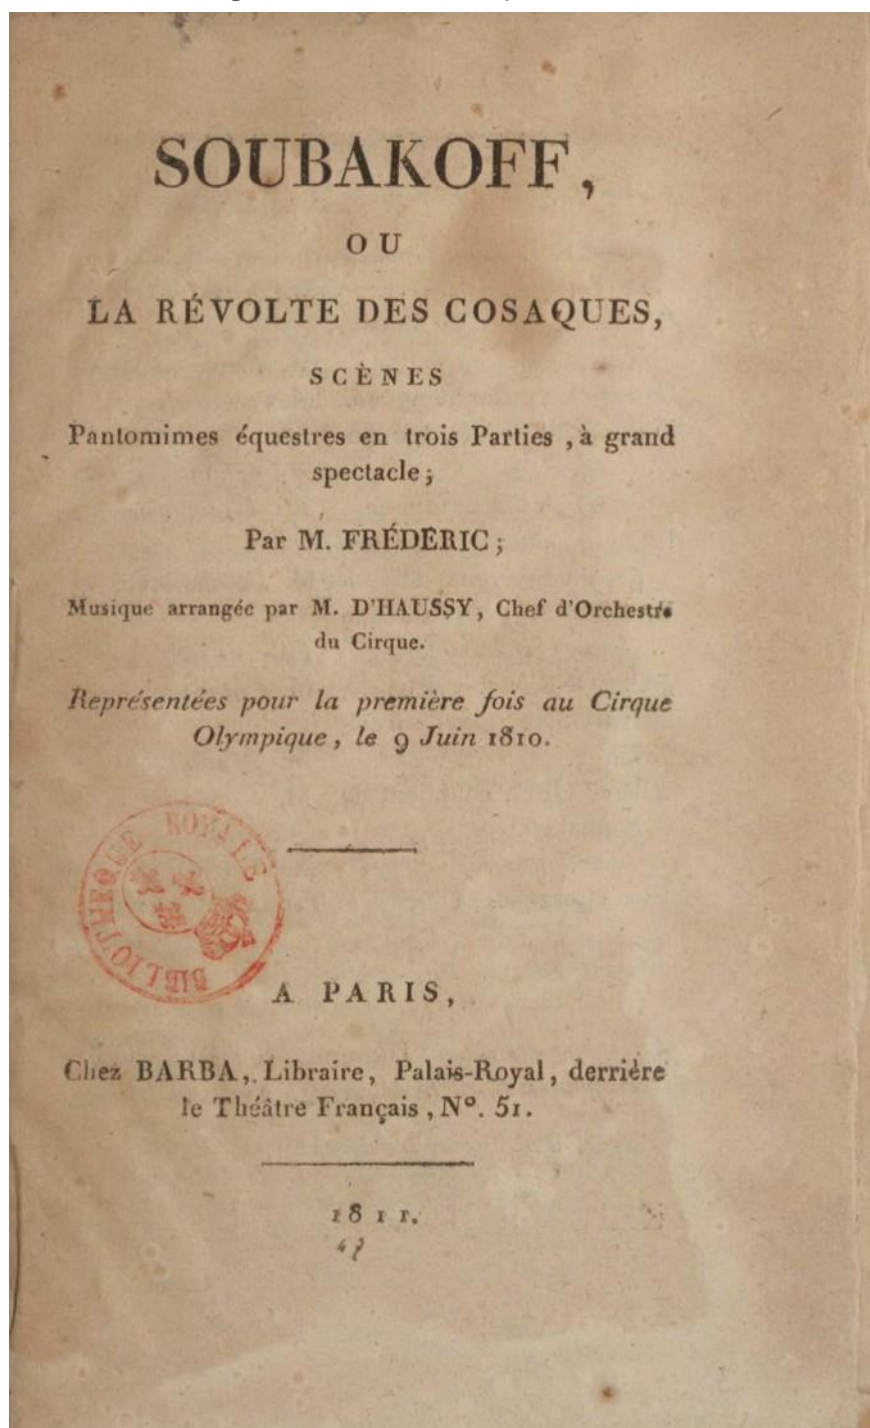 SOUBAKOFF,
OU
LA RÉVOLTE DES COSAQUES,
SCÈNES
Pantomimes équestres en trois Parties , à grand
spectacle ;
Par M. FRÉDÉRIC ;
Musique arrangée par M. D'HAUSSY, Chef d'Orchestre
du Cirque.
Représentées pour la première fois au Cirque
Olympique, le 9 Juin 1810.
BIBLIOTHEQUE ROYALE
A PARIS,
Chez BARBA, Libraire, Palais-Royal, derrière
le Théâtre Français , N°. 51.
1811.